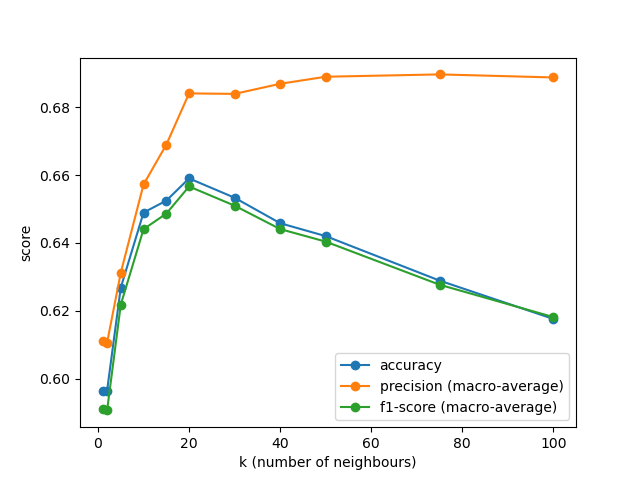 0.68
0.66
0.64
0.62
0.60
score
0 20 40 60 80 100
k (number of neighbours)
accuracy
precision (macro-average)
f1-score (macro-average)